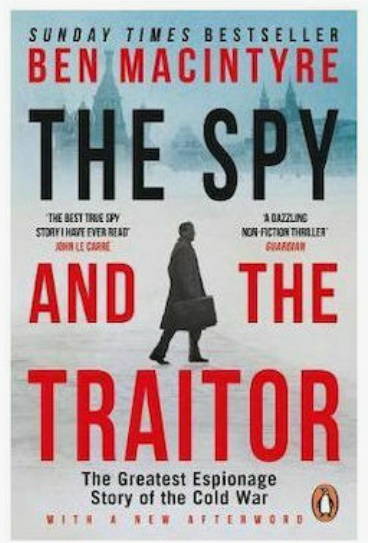 SUNDAY TIMES BESTSELLER
BEN MACINTYRE
THE SPY
'THE BEST TRUE SPY
STORY I HAVE EVER READ'
JOHN LE CARRÉ
'A DAZZLING
NON-FICTION THRILLER'
GUARDIAN
AND THE
TRAITOR
The Greatest Espionage
Story of the Cold War
WITH A NEW AFTERWORD